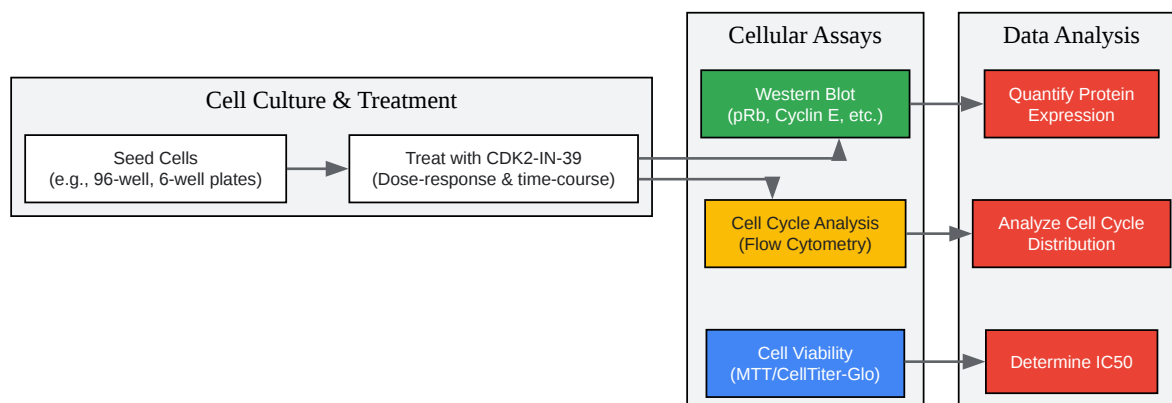 Cell Culture & Treatment
Seed Cells
(e.g., 96-well, 6-well plates)
Treat with CDK2-IN-39
(Dose-response & time-course)
Cellular Assays
Western Blot
(pRb, Cyclin E, etc.)
Cell Cycle Analysis
(Flow Cytometry)
Cell Viability
(MTT/CellTiter-Glo)
Data Analysis
Quantify Protein
Expression
Analyze Cell Cycle
Distribution
Determine IC50